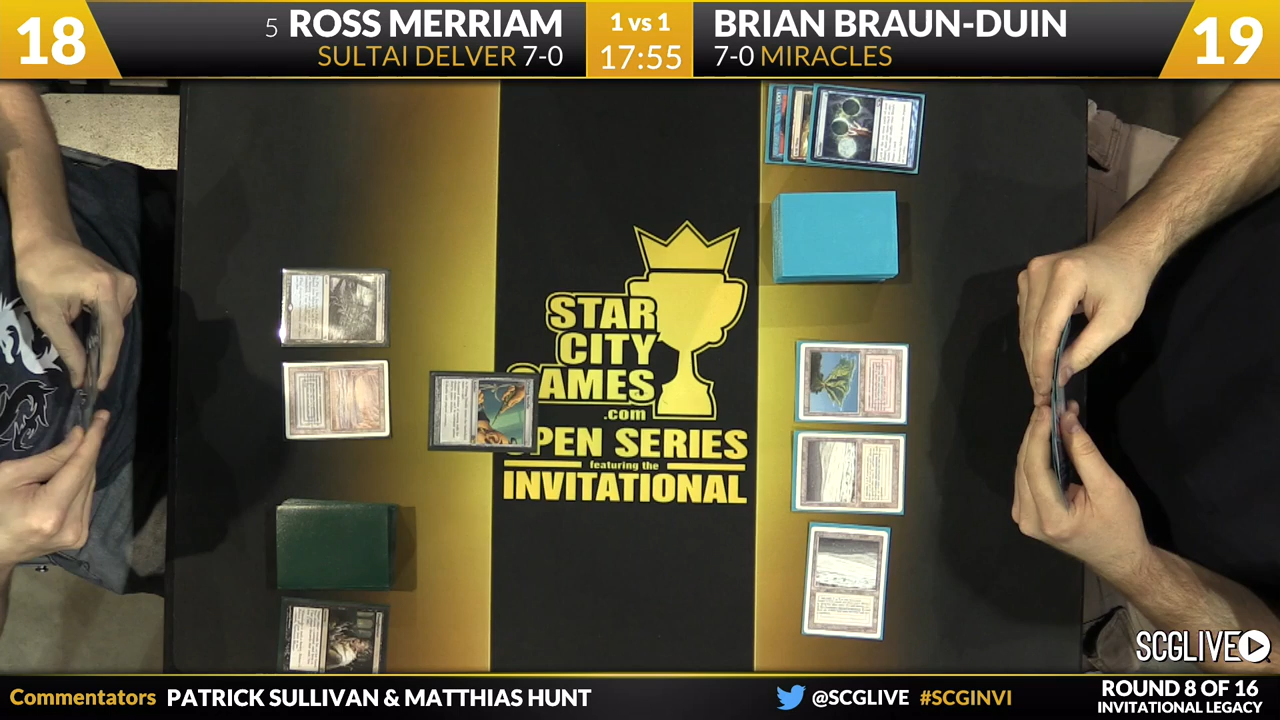 18
5 ROSS MERRIAM
SULTAI DELVER 7-0
1 vs 1
17:55
BRIAN BRAUN-DUIN
7-0 MIRACLES
19
STAR
CITY
GAMES
.com
OPEN SERIES
featuring the
INVITATIONAL
SCGLIVE
Commentators PATRICK SULLIVAN & MATTHIAS HUNT
@SCGLIVE #SCGINVI
ROUND 8 OF 16
INVITATIONAL LEGACY